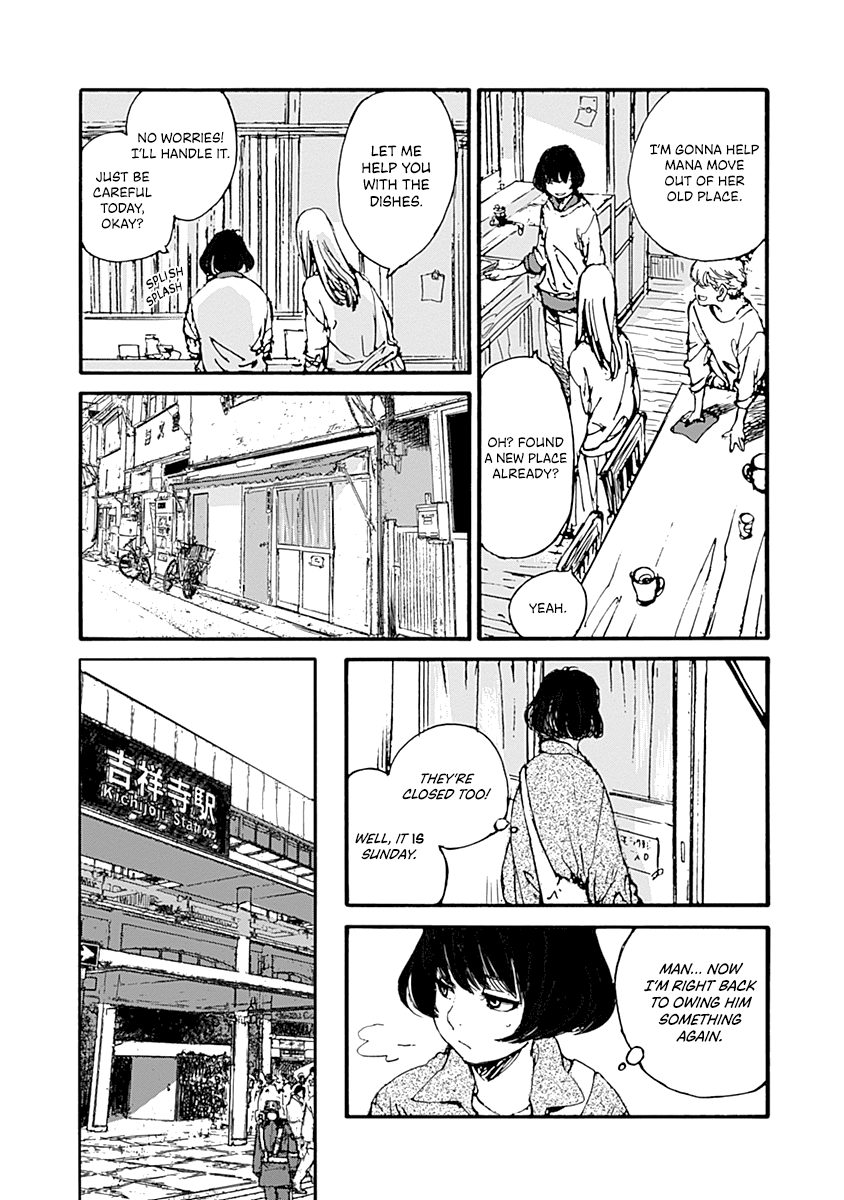 I'M GONNA HELP
MANA MOVE
OUT OF HER
OLD PLACE.
OH? FOUND
A NEW PLACE
ALREADY?
YEAH.
LET ME
HELP YOU
WITH THE
DISHES.
NO WORRIES!
I'LL HANDLE IT.
JUST BE
CAREFUL
TODAY,
OKAY?
SPLISH
SPLASH
THEY'RE
CLOSED TOO!
WELL, IT IS
SUNDAY.
MAN... NOW
I'M RIGHT BACK
TO OWING HIM
SOMETHING
AGAIN.
吉祥寺駅
Kichijoji Station